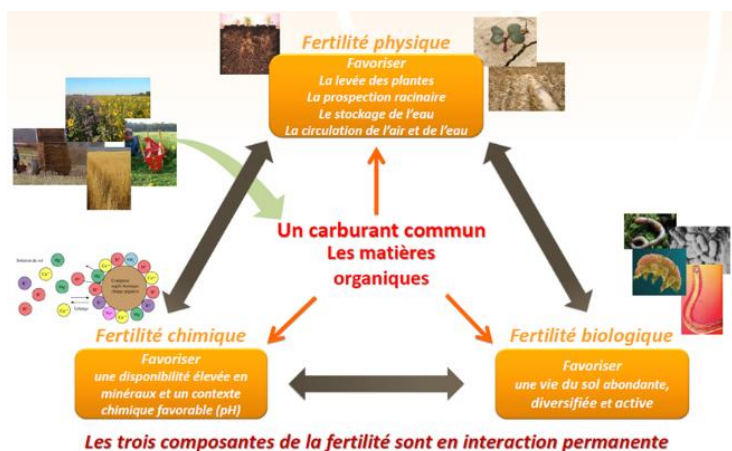 Fertilité physique
Favoriser
La levée des plantes
La prospection racinaire
Le stockage de l'eau
La circulation de l'air et de l'eau
Un carburant commun
Les matières
organiques
Fertilité chimique
Favoriser
une disponibilité élevée en
minéraux et un contexte
chimique favorable (pH)
Fertilité biologique
Favoriser
une vie du sol abondante,
diversifiée et active
Les trois composantes de la fertilité sont en interaction permanente